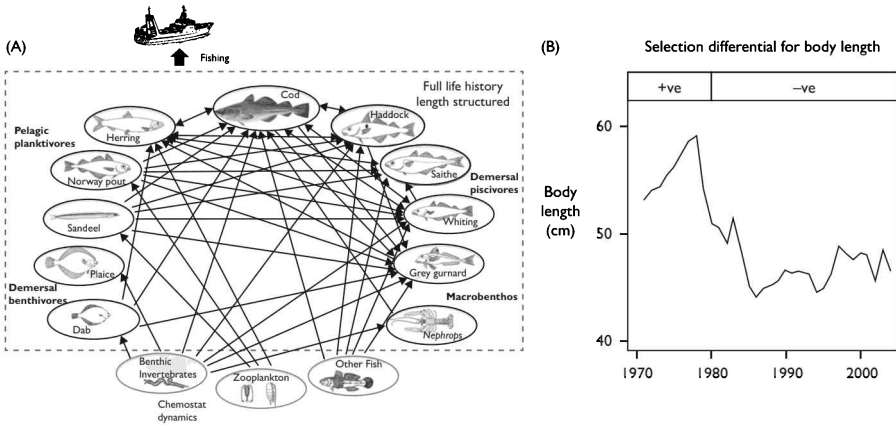 (A)
Fishing
Full life history
length structured
Cod
Herring
Haddock
Pelagic
planktivores
Norway pout
Saithe
Demersal
piscivores
Sandeel
Whiting
Plaice
Grey gurnard
Demersal
benthivores
Macrobenthos
Dab
Nephrops
Benthic
Invertebrates
Zooplankton
Other Fish
Chemostat
dynamics
(B)
Selection differential for body length
+ve
–ve
60
50
40
Body
length
(cm)
1970
1980
1990
2000